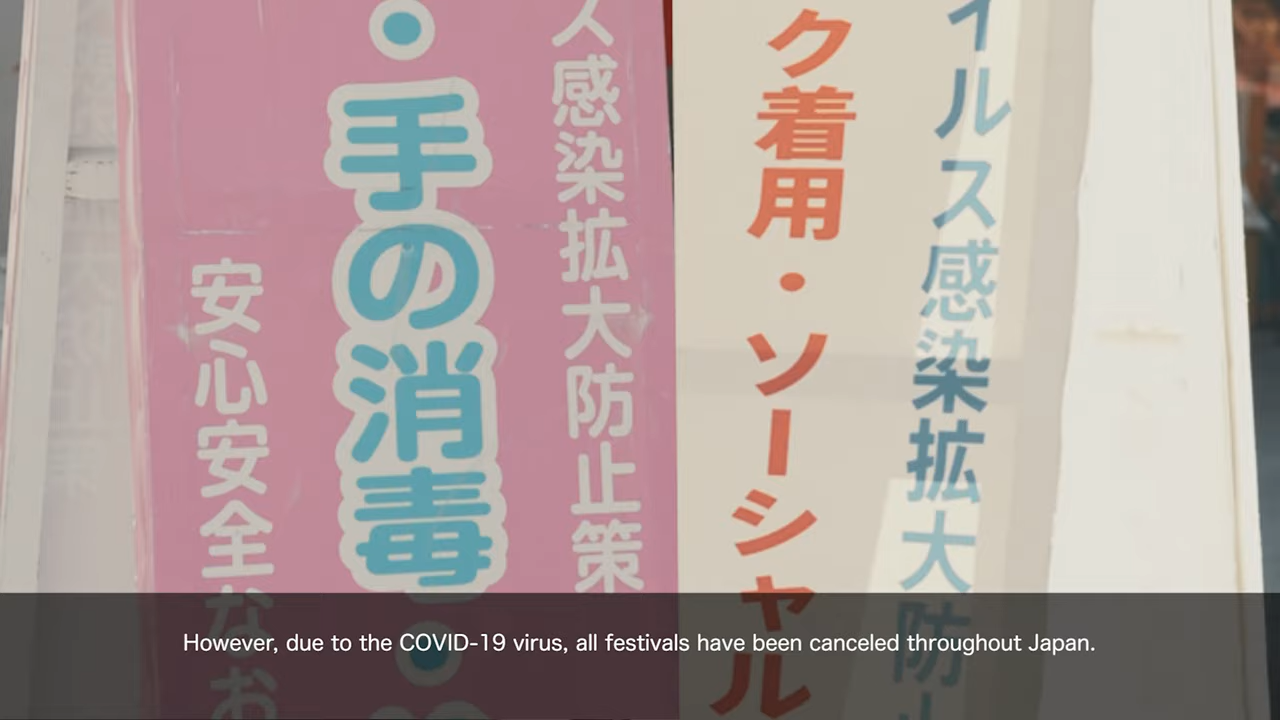 イルス感染拡大防止
ク着用・ソーシャル
ス感染拡大防止策
・手の消毒・
安心安全なお
However, due to the COVID-19 virus, all festivals have been canceled throughout Japan.